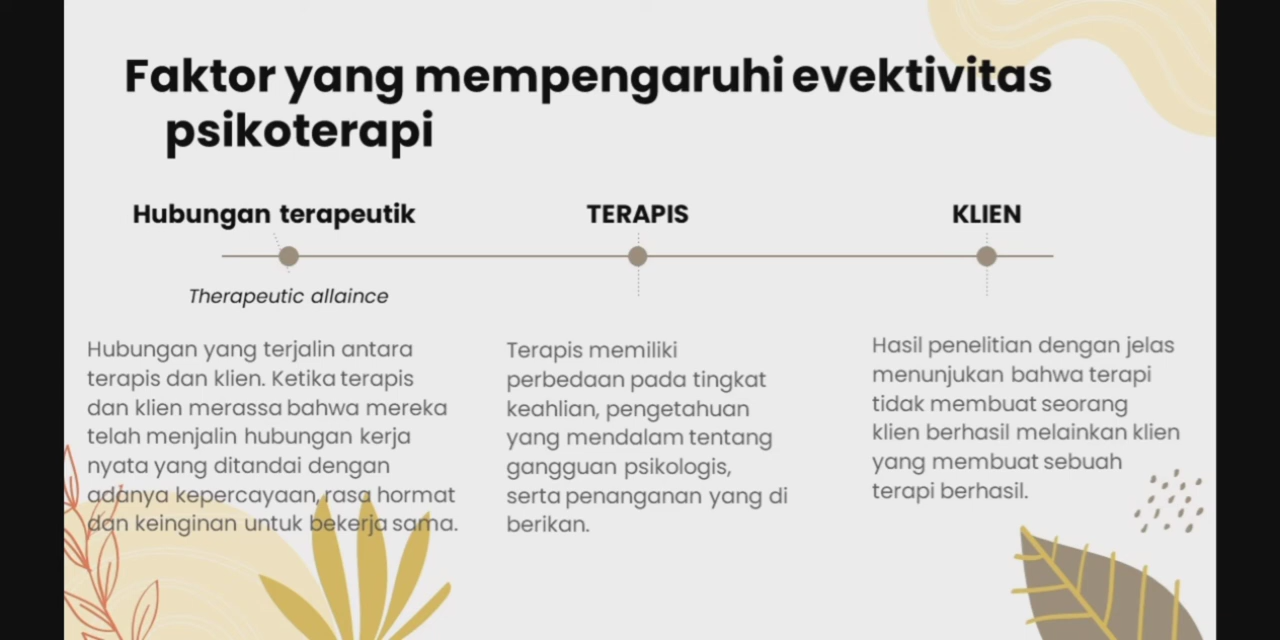 Faktor yang mempengaruhi evektivitas
psikoterapi
Hubungan terapeutik
Therapeutic allaince
Hubungan yang terjalin antara
terapis dan klien. Ketika terapis
dan klien merassa bahwa mereka
telah menjalin hubungan kerja
nyata yang ditandai dengan
adanya kepercayaan, rasa hormat
dan keinginan untuk bekerja sama.
TERAPIS
Terapis memiliki
perbedaan pada tingkat
keahlian, pengetahuan
yang mendalam tentang
gangguan psikologis,
serta penanganan yang di
berikan.
KLIEN
Hasil penelitian dengan jelas
menunjukan bahwa terapi
tidak membuat seorang
klien berhasil melainkan klien
yang membuat sebuah
terapi berhasil.